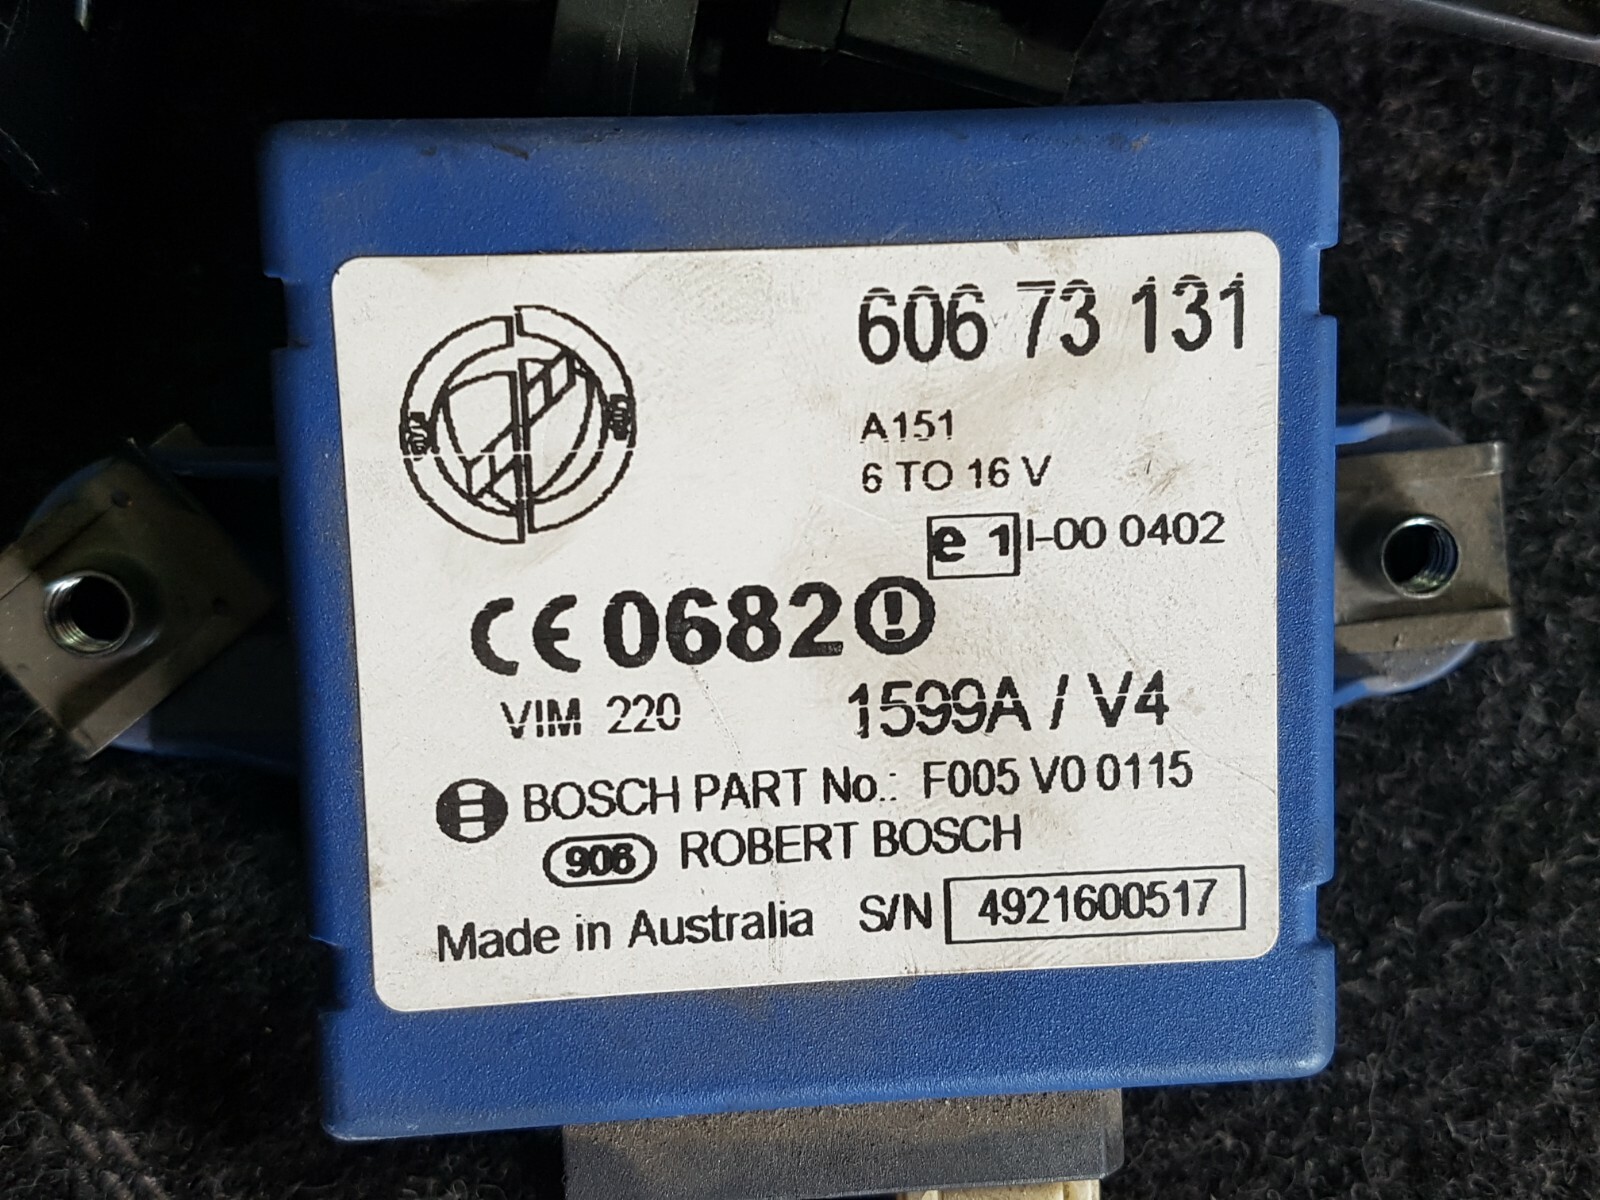 606 73 131
A151
6 TO 16 V
e 1 I-00 0402
CE 0682 !
VIM 220 1599A / V4
BOSCH PART No.: F005 V0 0115
906 ROBERT BOSCH
Made in Australia S/N 4921600517